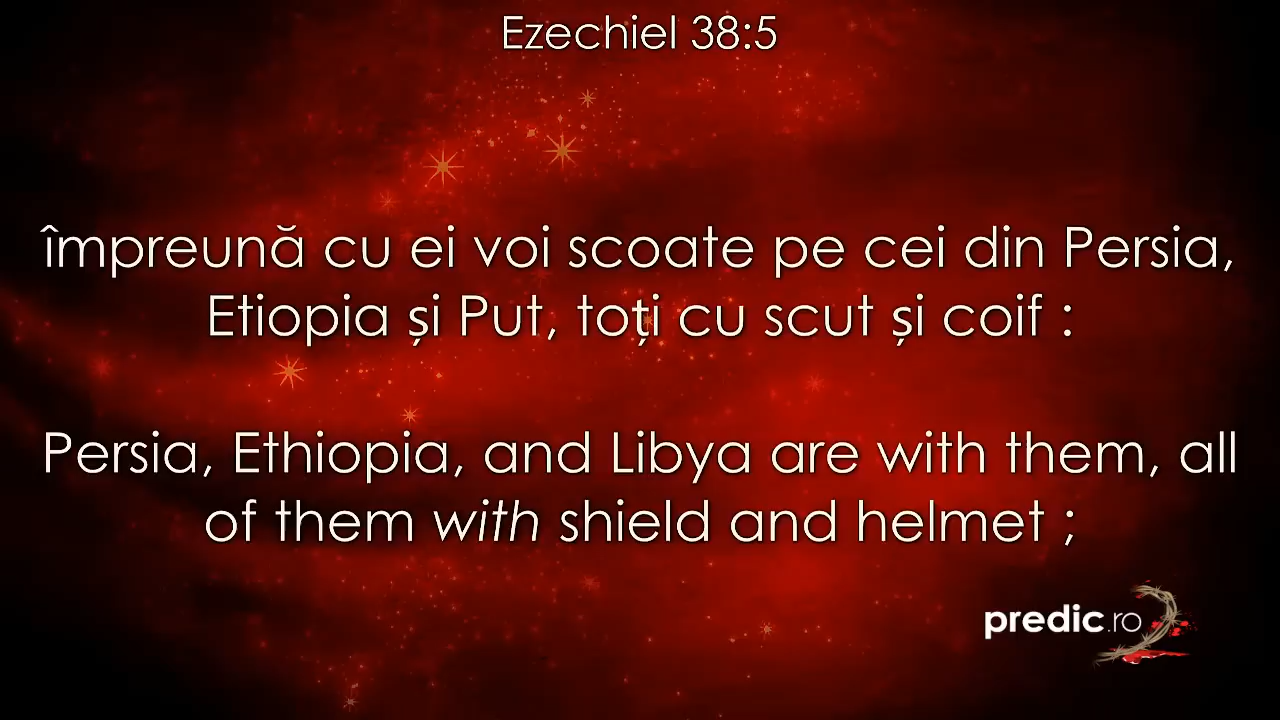 Ezechiel 38:5
împreună cu ei voi scoate pe cei din Persia,
Etiopia și Put, toți cu scut și coif :
Persia, Ethiopia, and Libya are with them, all
of them with shield and helmet ;
predic.ro